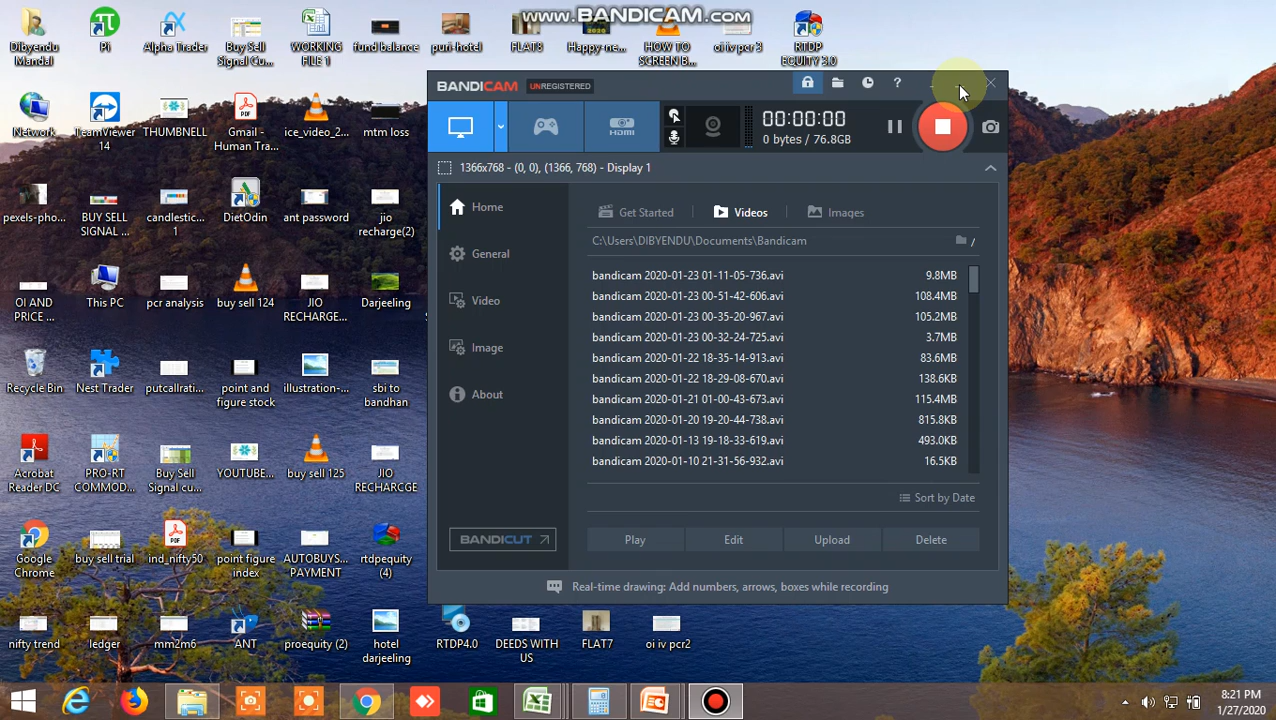 www.BANDICAM.com
Dibyendu
Mandal
Pi
Alpha Trader
Buy Sell
Signal Cu...
WORKING
FILE 1
fund balance
puri-hotel
FLAT8
Happy-ne...
HOW TO
SCREEN B...
oi iv pcr 3
RTDP
EQUITY 3.0
BANDICAM
UNREGISTERED
?
00:00:00
0 bytes / 76.8GB
HDMI
1366x768 - (0, 0), (1366, 768) - Display 1
Home
General
Video
Image
About
BANDICUT
Get Started
Videos
Images
C:\Users\DIBYENDU\Documents\Bandicam
/
bandicam 2020-01-23 01-11-05-736.avi 9.8MB
bandicam 2020-01-23 00-51-42-606.avi 108.4MB
bandicam 2020-01-23 00-35-20-967.avi 105.2MB
bandicam 2020-01-23 00-32-24-725.avi 3.7MB
bandicam 2020-01-22 18-35-14-913.avi 83.6MB
bandicam 2020-01-22 18-29-08-670.avi 138.6KB
bandicam 2020-01-21 01-00-43-673.avi 115.4MB
bandicam 2020-01-20 19-20-44-738.avi 815.8KB
bandicam 2020-01-13 19-18-33-619.avi 493.0KB
bandicam 2020-01-10 21-31-56-932.avi 16.5KB
Sort by Date
Play Edit Upload Delete
Real-time drawing: Add numbers, arrows, boxes while recording
Network
TeamViewer
14
THUMBNELL
Gmail -
Human Tra...
ice_video_2...
mtm loss
pexels-pho...
BUY SELL
SIGNAL ...
candlestic...
1
DietOdin
ant password
jio
recharge(2)
OI AND
PRICE ...
This PC
pcr analysis
buy sell 124
JIO
RECHARGE...
Darjeeling
Recycle Bin
Nest Trader
putcallrati...
point and
figure stock
illustration-...
sbi to
bandhan
Acrobat
Reader DC
PRO-RT
COMMOD...
Buy Sell
Signal cu...
YOUTUBE...
buy sell 125
JIO
RECHARCGE
Google
Chrome
buy sell trial
ind_nifty50
point figure
index
AUTOBUYS...
PAYMENT
rtdpequity
(4)
nifty trend
ledger
mm2m6
ANT
proequity (2)
hotel
darjeeling
RTDP4.0
DEEDS WITH
US
FLAT7
oi iv pcr2
8:21 PM
1/27/2020